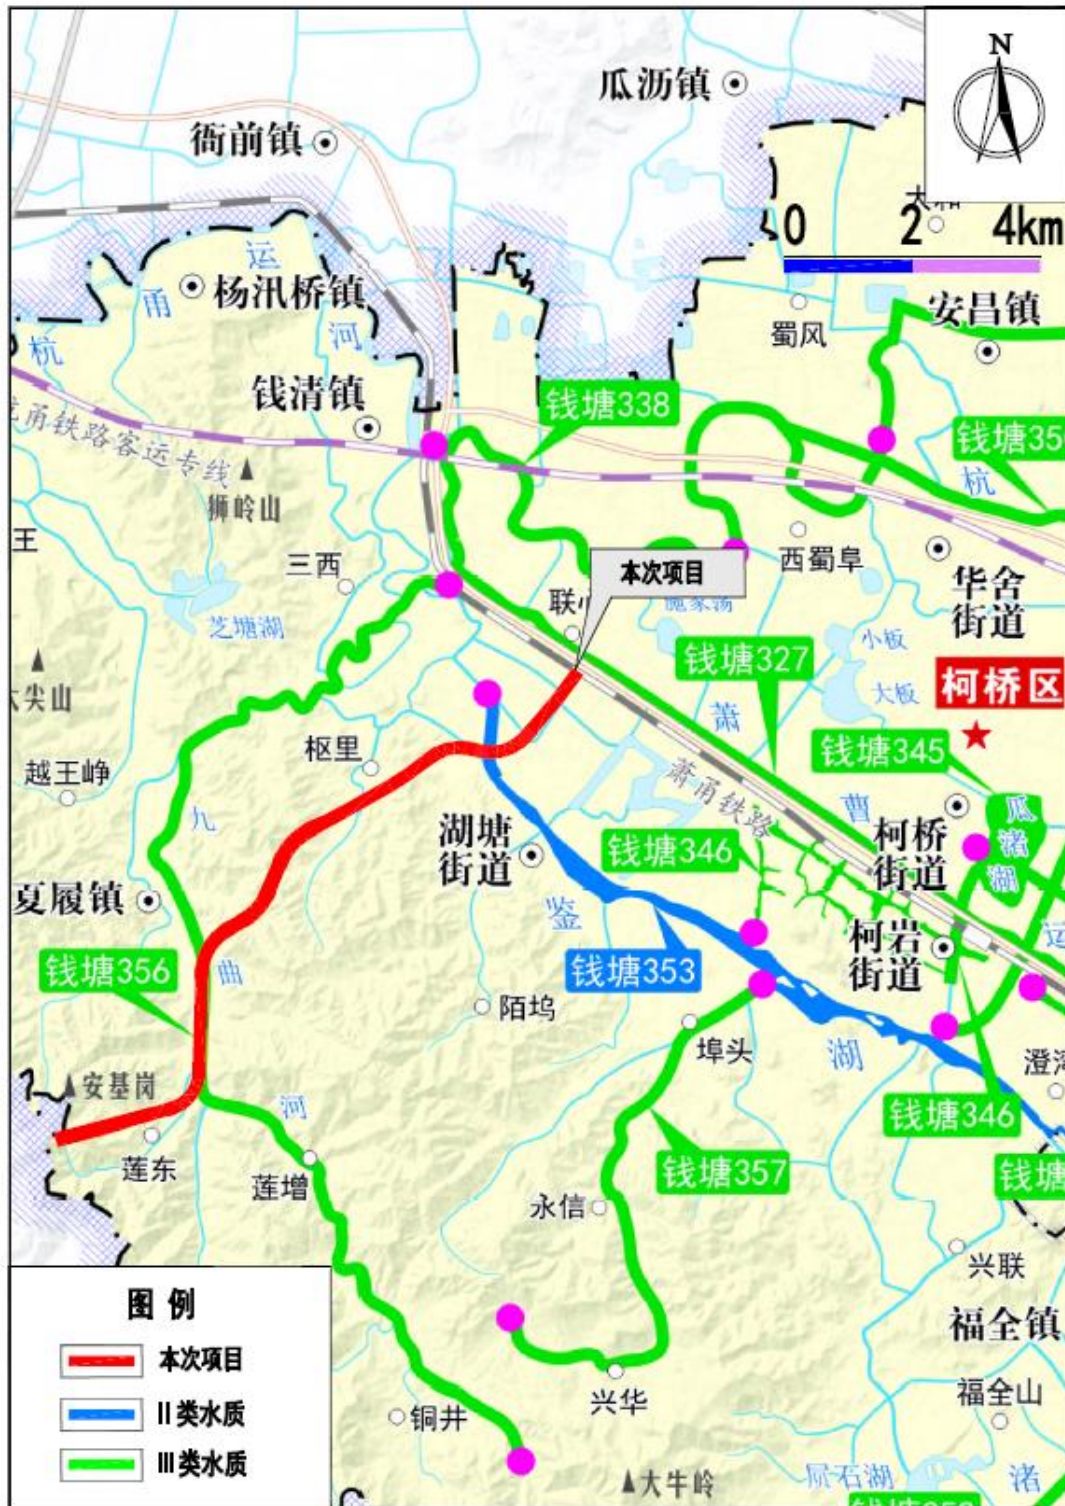 N
瓜沥镇
衙前镇
0 2 4km
运
杨汛桥镇
甬
河
杭
安昌镇
蜀风
钱清镇
钱塘338
甬铁路客运专线
钱塘35
杭
狮岭山
王
三西
本次项目
西蜀阜
华舍
街道
芝塘湖
小板
钱塘327
大板
柯桥区
尖山
萧
枢里
钱塘345
越王峥
萧甬铁路
九
曹
瓜
渚
湖
湖塘
街道
钱塘346
柯桥
街道
夏履镇
鉴
柯岩
街道
运
钱塘356
曲
钱塘353
陌坞
埠头
湖
澄
安基岗
河
钱塘346
莲东
莲增
钱塘357
钱塘
永信
兴联
图 例
福全镇
本次项目
兴华
福全山
II类水质
铜井
III类水质
大牛岭
屃石湖
渚